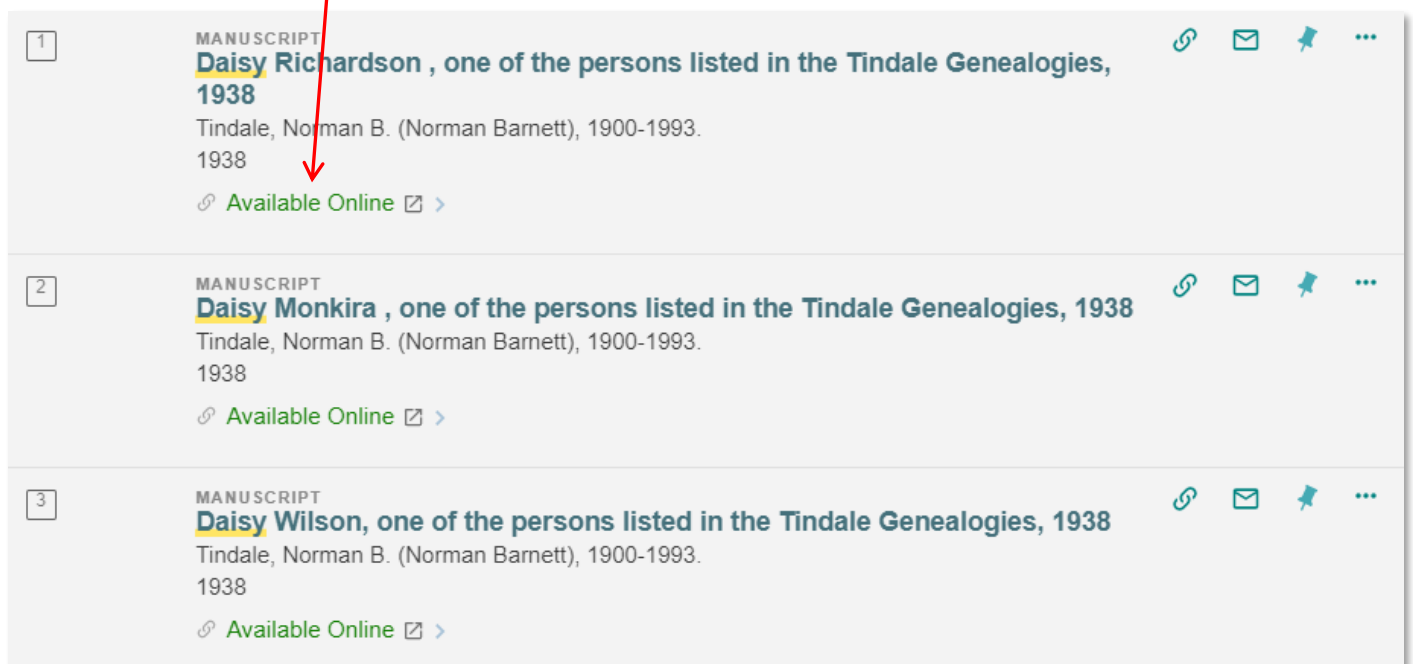 1
MANUSCRIPT
Daisy Richardson , one of the persons listed in the Tindale Genealogies,
1938
Tindale, Norman B. (Norman Barnett), 1900-1993.
1938
Available Online
2
MANUSCRIPT
Daisy Monkira , one of the persons listed in the Tindale Genealogies, 1938
Tindale, Norman B. (Norman Barnett), 1900-1993.
1938
Available Online
3
MANUSCRIPT
Daisy Wilson, one of the persons listed in the Tindale Genealogies, 1938
Tindale, Norman B. (Norman Barnett), 1900-1993.
1938
Available Online